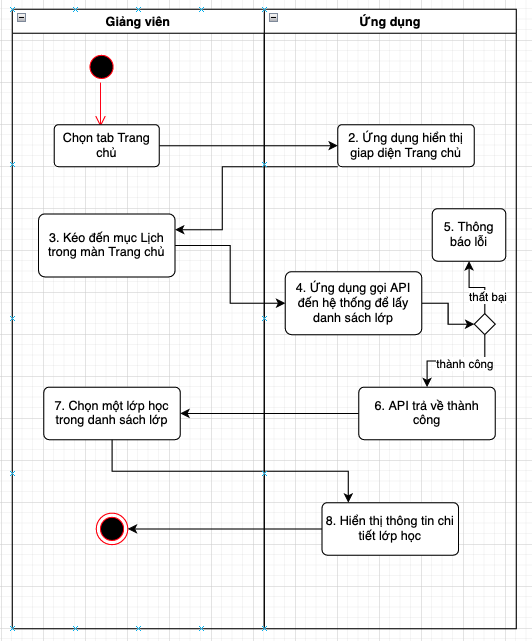 Giảng viên
Ứng dụng
Chọn tab Trang
chủ
2. Ứng dụng hiển thị
giap diện Trang chủ
3. Kéo đến mục Lịch
trong màn Trang chủ
5. Thông
báo lỗi
4. Ứng dụng gọi API
đến hệ thống để lấy
danh sách lớp
thất bại
thành công
7. Chọn một lớp học
trong danh sách lớp
6. API trả về thành
công
8. Hiển thị thông tin chi
tiết lớp học